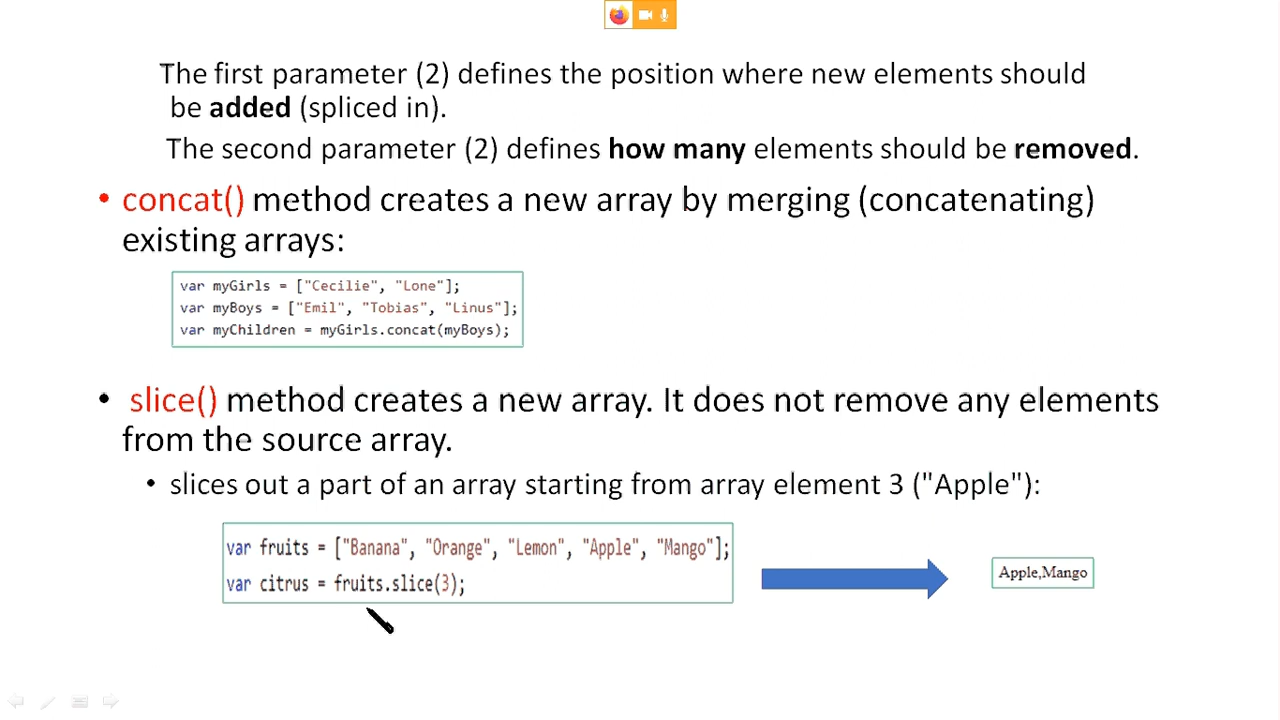 The first parameter (2) defines the position where new elements should
be added (spliced in).
The second parameter (2) defines how many elements should be removed.
• concat() method creates a new array by merging (concatenating)
existing arrays:
var myGirls = ["Cecilie", "Lone"];
var myBoys = ["Emil", "Tobias", "Linus"];
var myChildren = myGirls.concat(myBoys);
• slice() method creates a new array. It does not remove any elements
from the source array.
• slices out a part of an array starting from array element 3 ("Apple"):
var fruits = ["Banana", "Orange", "Lemon", "Apple", "Mango"];
var citrus = fruits.slice(3);
Apple,Mango